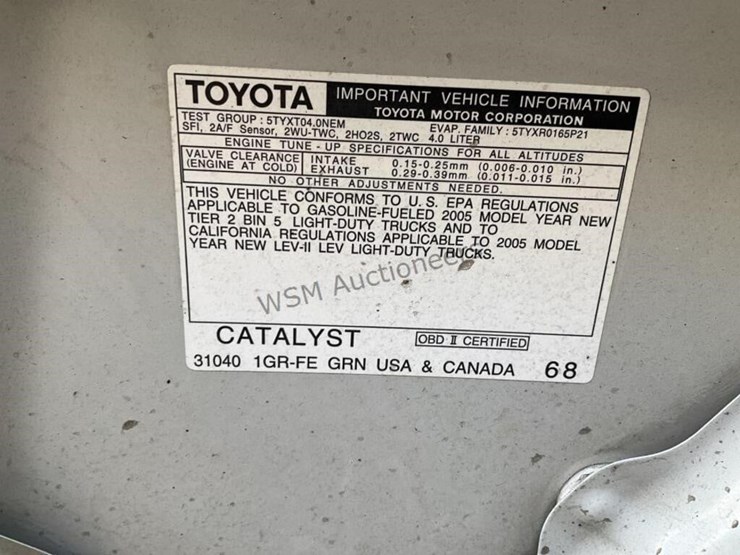 TOYOTA IMPORTANT VEHICLE INFORMATION
TOYOTA MOTOR CORPORATION
TEST GROUP : 5TYXT04.0NEM EVAP. FAMILY : 5TYXR0165P21
SFI, 2A/F Sensor, 2WU-TWC, 2HO2S, 2TWC 4.0 LITER
ENGINE TUNE - UP SPECIFICATIONS FOR ALL ALTITUDES
VALVE CLEARANCE INTAKE 0.15-0.25mm (0.006-0.010 in.)
(ENGINE AT COLD) EXHAUST 0.29-0.39mm (0.011-0.015 in.)
NO OTHER ADJUSTMENTS NEEDED.
THIS VEHICLE CONFORMS TO U.S. EPA REGULATIONS
APPLICABLE TO GASOLINE-FUELED 2005 MODEL YEAR NEW
TIER 2 BIN 5 LIGHT-DUTY TRUCKS AND TO
CALIFORNIA REGULATIONS APPLICABLE TO 2005 MODEL
YEAR NEW LEV-II LEV LIGHT-DUTY TRUCKS.
WSM Auctioneers
CATALYST OBD II CERTIFIED
31040 1GR-FE GRN USA & CANADA 68